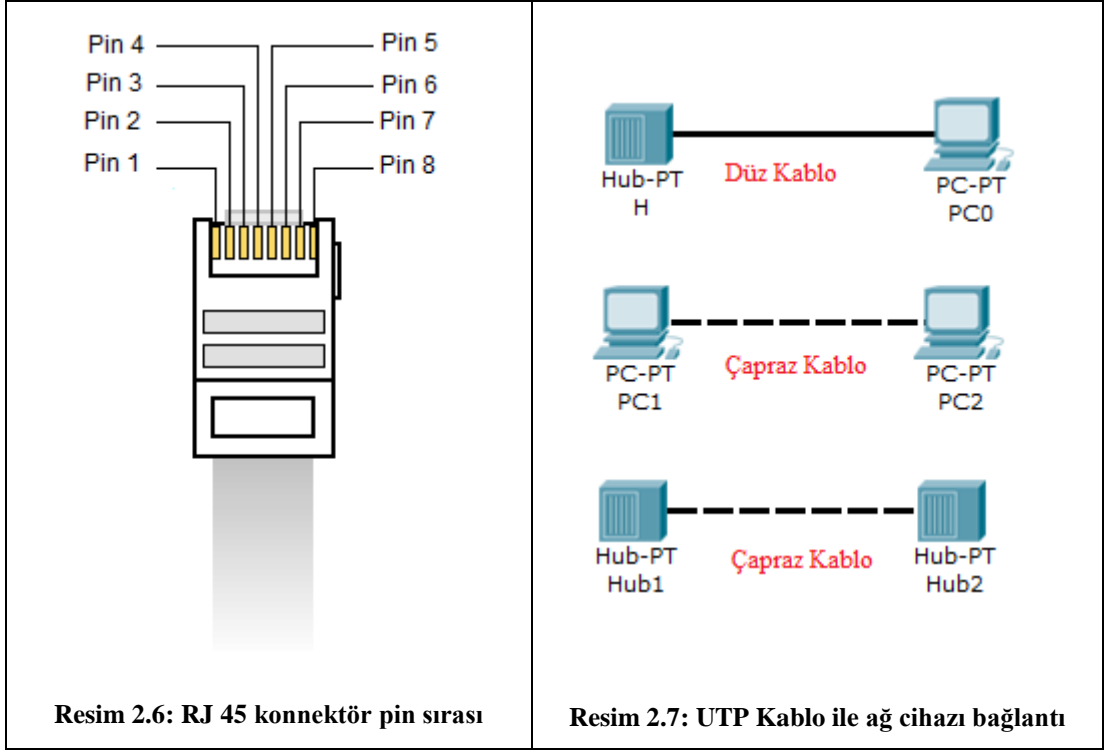 Pin 4
Pin 3
Pin 2
Pin 1
Pin 5
Pin 6
Pin 7
Pin 8
Resim 2.6: RJ 45 konnektör pin sırası
Hub-PT
H
Düz Kablo
PC-PT
PC0
PC-PT
PC1
Çapraz Kablo
PC-PT
PC2
Hub-PT
Hub1
Çapraz Kablo
Hub-PT
Hub2
Resim 2.7: UTP Kablo ile ağ cihazı bağlantı